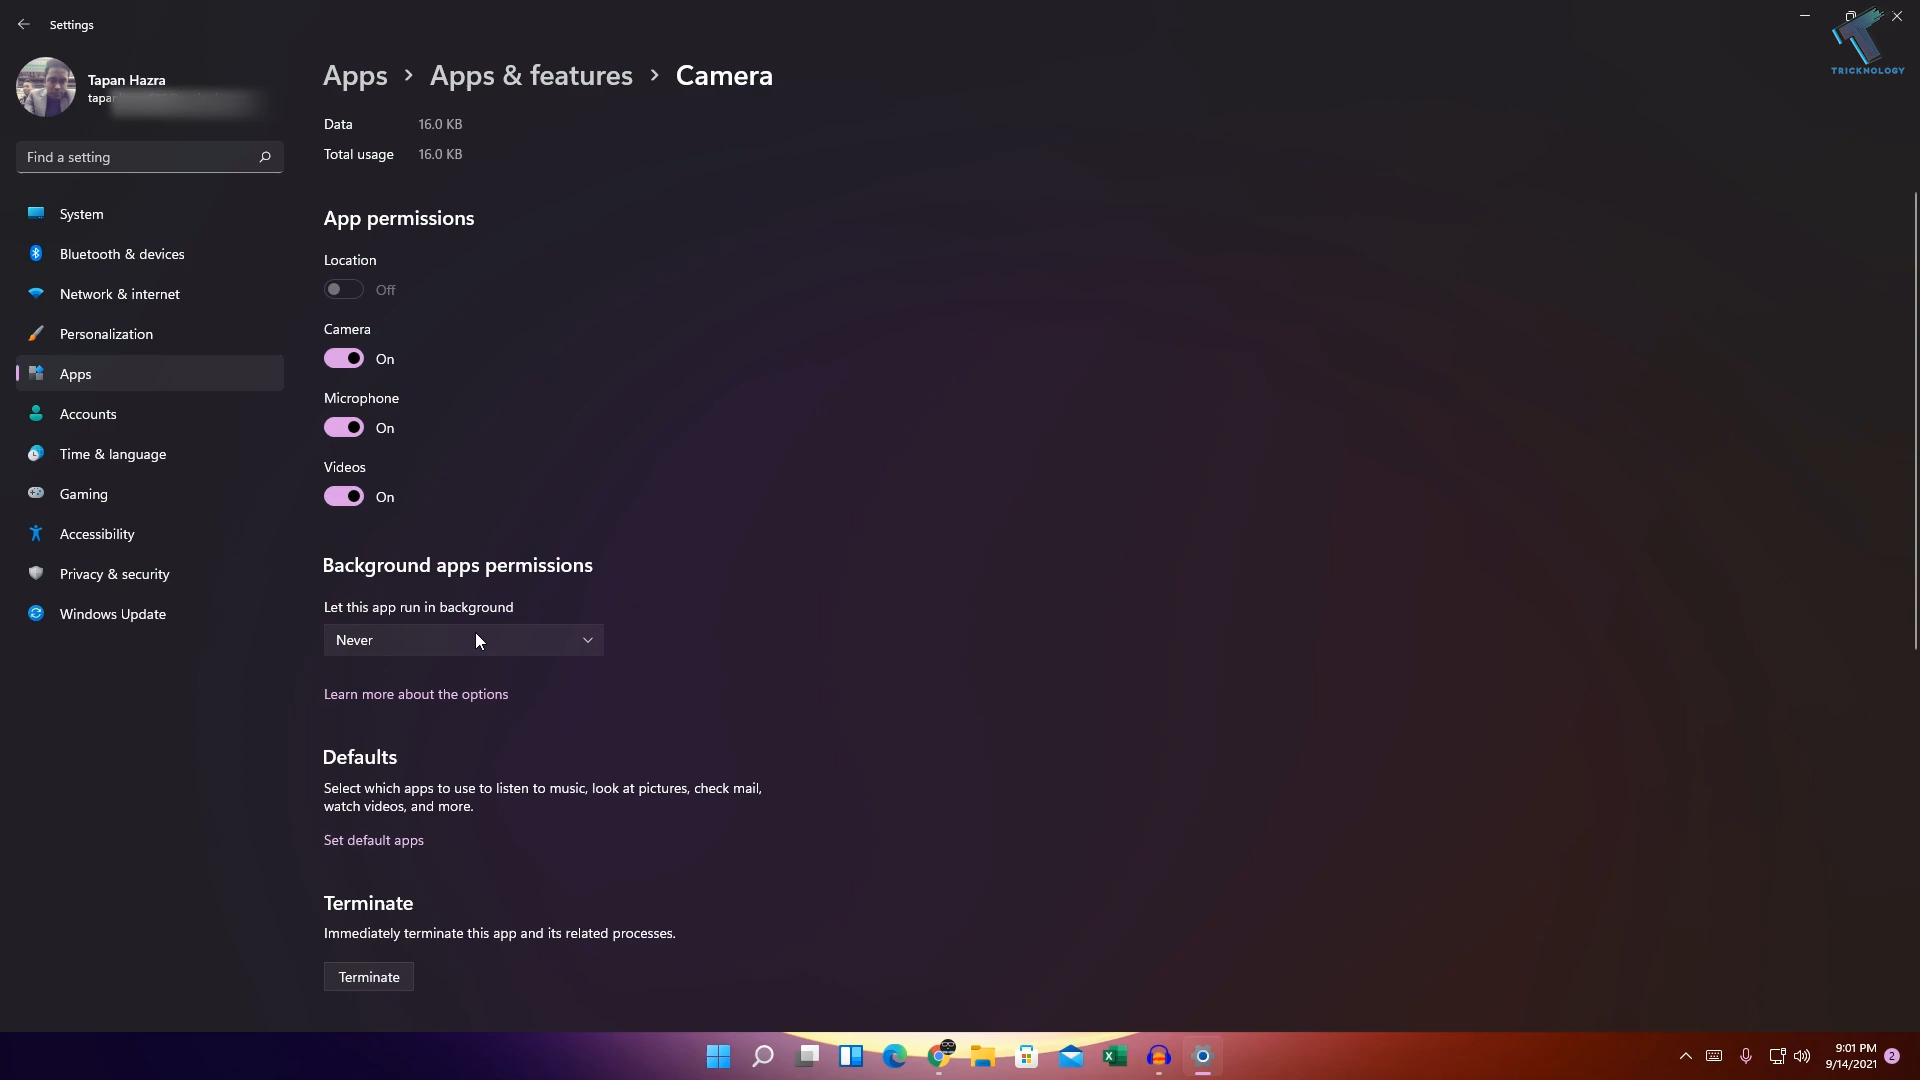 Settings
TRICKNOLOGY
Tapan Hazra
Apps > Apps & features > Camera
Data 16.0 KB
Total usage 16.0 KB
Find a setting
System
Bluetooth & devices
Network & internet
Personalization
Apps
Accounts
Time & language
Gaming
Accessibility
Privacy & security
Windows Update
App permissions
Location
Off
Camera
On
Microphone
On
Videos
On
Background apps permissions
Let this app run in background
Never
Learn more about the options
Defaults
Select which apps to use to listen to music, look at pictures, check mail,
watch videos, and more.
Set default apps
Terminate
Immediately terminate this app and its related processes.
Terminate
9:01 PM
9/14/2021
2